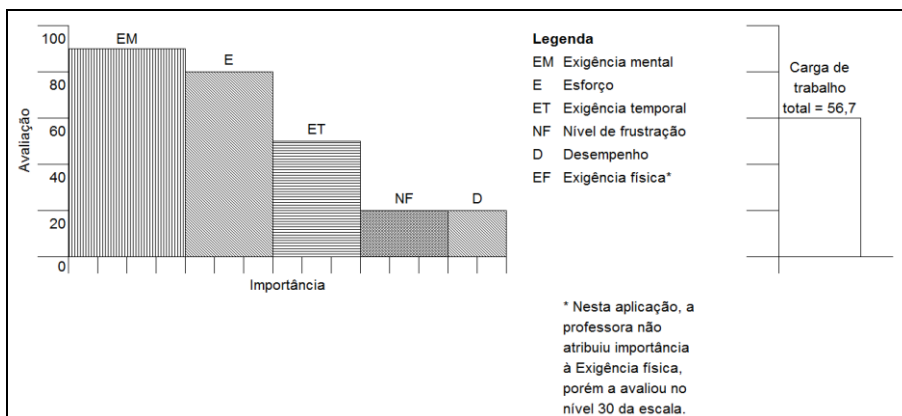 100
80
60
40
20
0
Avaliação
EM
E
ET
NF
D
Importância
Legenda
EM Exigência mental
E Esforço
ET Exigência temporal
NF Nível de frustração
D Desempenho
EF Exigência física*
Carga de
trabalho
total = 56,7
* Nesta aplicação, a
professora não
atribuiu importância
à Exigência física,
porém a avaliou no
nível 30 da escala.